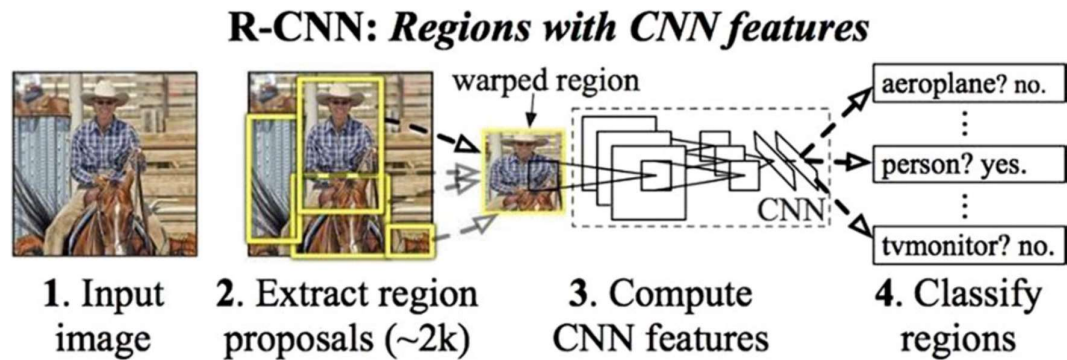 R-CNN: Regions with CNN features
warped region
aeroplane? no.
⋮
person? yes.
⋮
tvmonitor? no.
CNN
1. Input
image
2. Extract region
proposals (~2k)
3. Compute
CNN features
4. Classify
regions